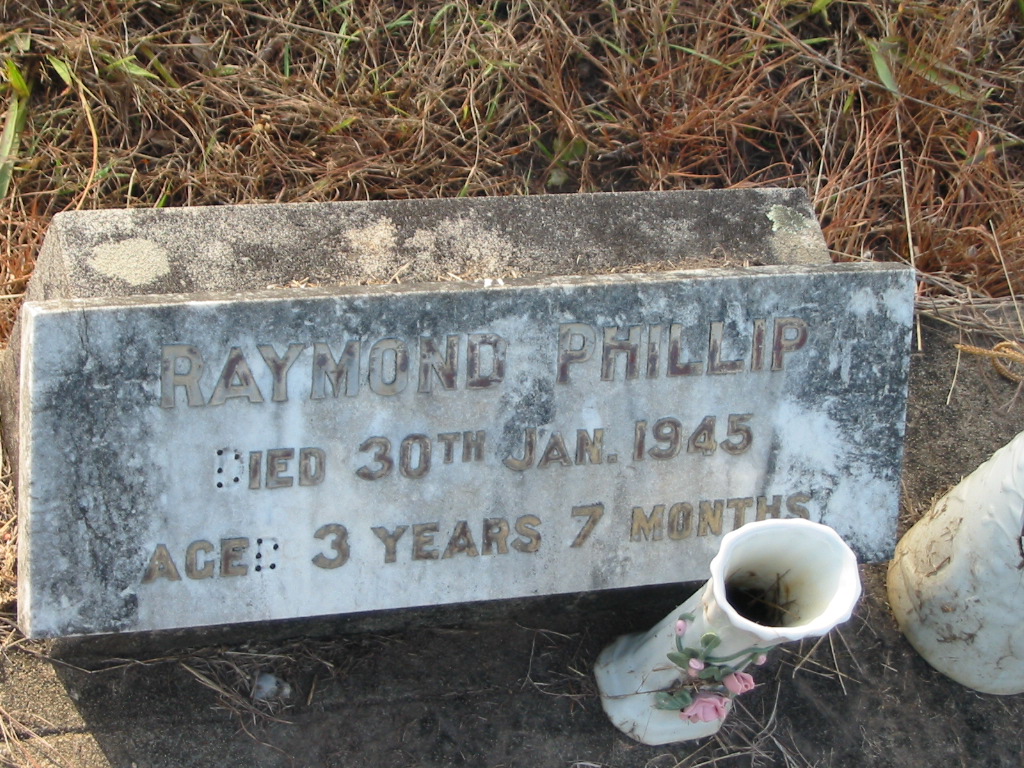 RAYMOND PHILLIP
DIED 30TH JAN. 1945
AGED 3 YEARS 7 MONTHS